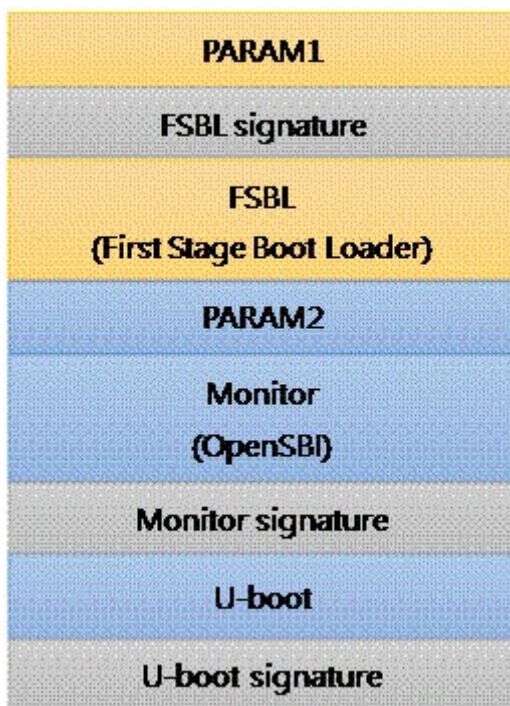 PARAM1
FSBL signature
FSBL
(First Stage Boot Loader)
PARAM2
Monitor
(OpenSBI)
Monitor signature
U-boot
U-boot signature